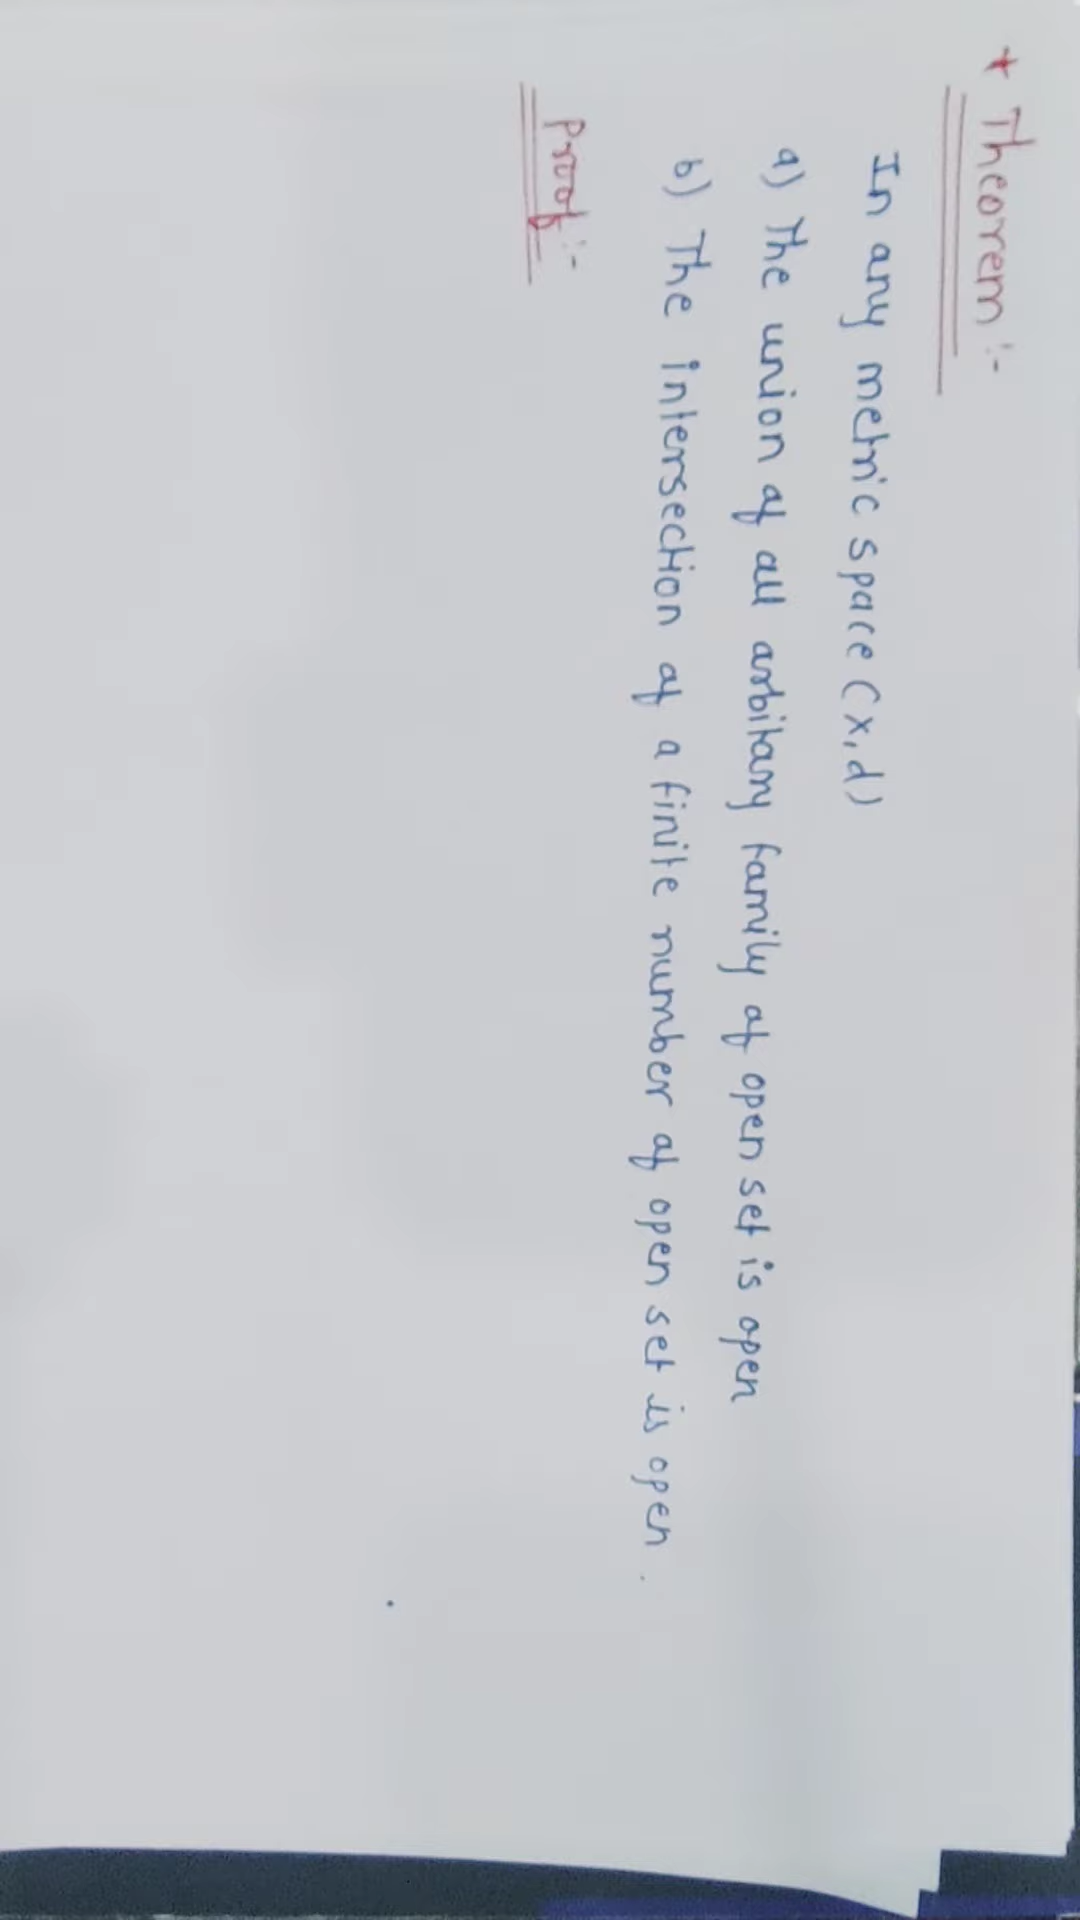 * Theorem :-
In any metric space (x,d)
a) The union of all arbitary family of open set is open
b) The intersection of a finite number of open set is open.
Proof :-